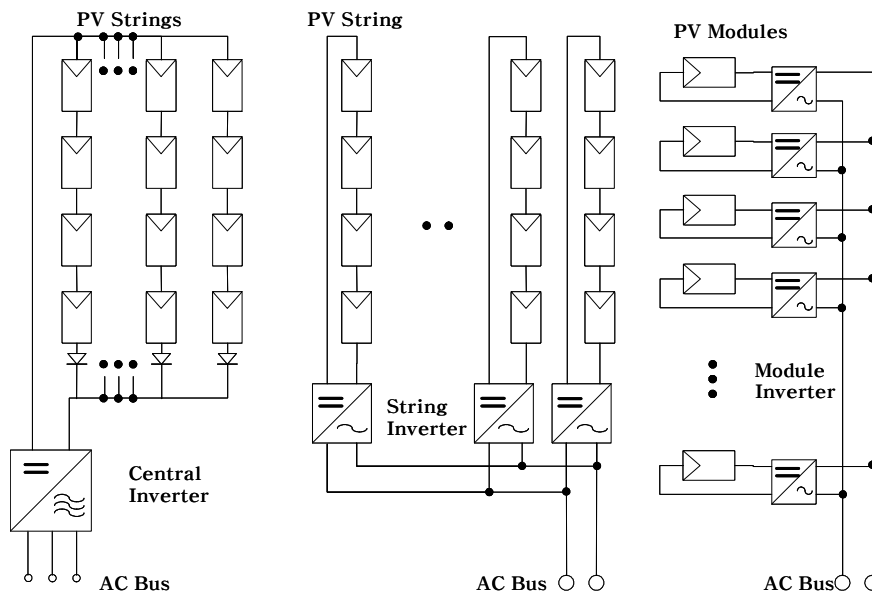 PV Strings
PV String
PV Modules
Module
Inverter
String
Inverter
Central
Inverter
AC Bus
AC Bus
AC Bus